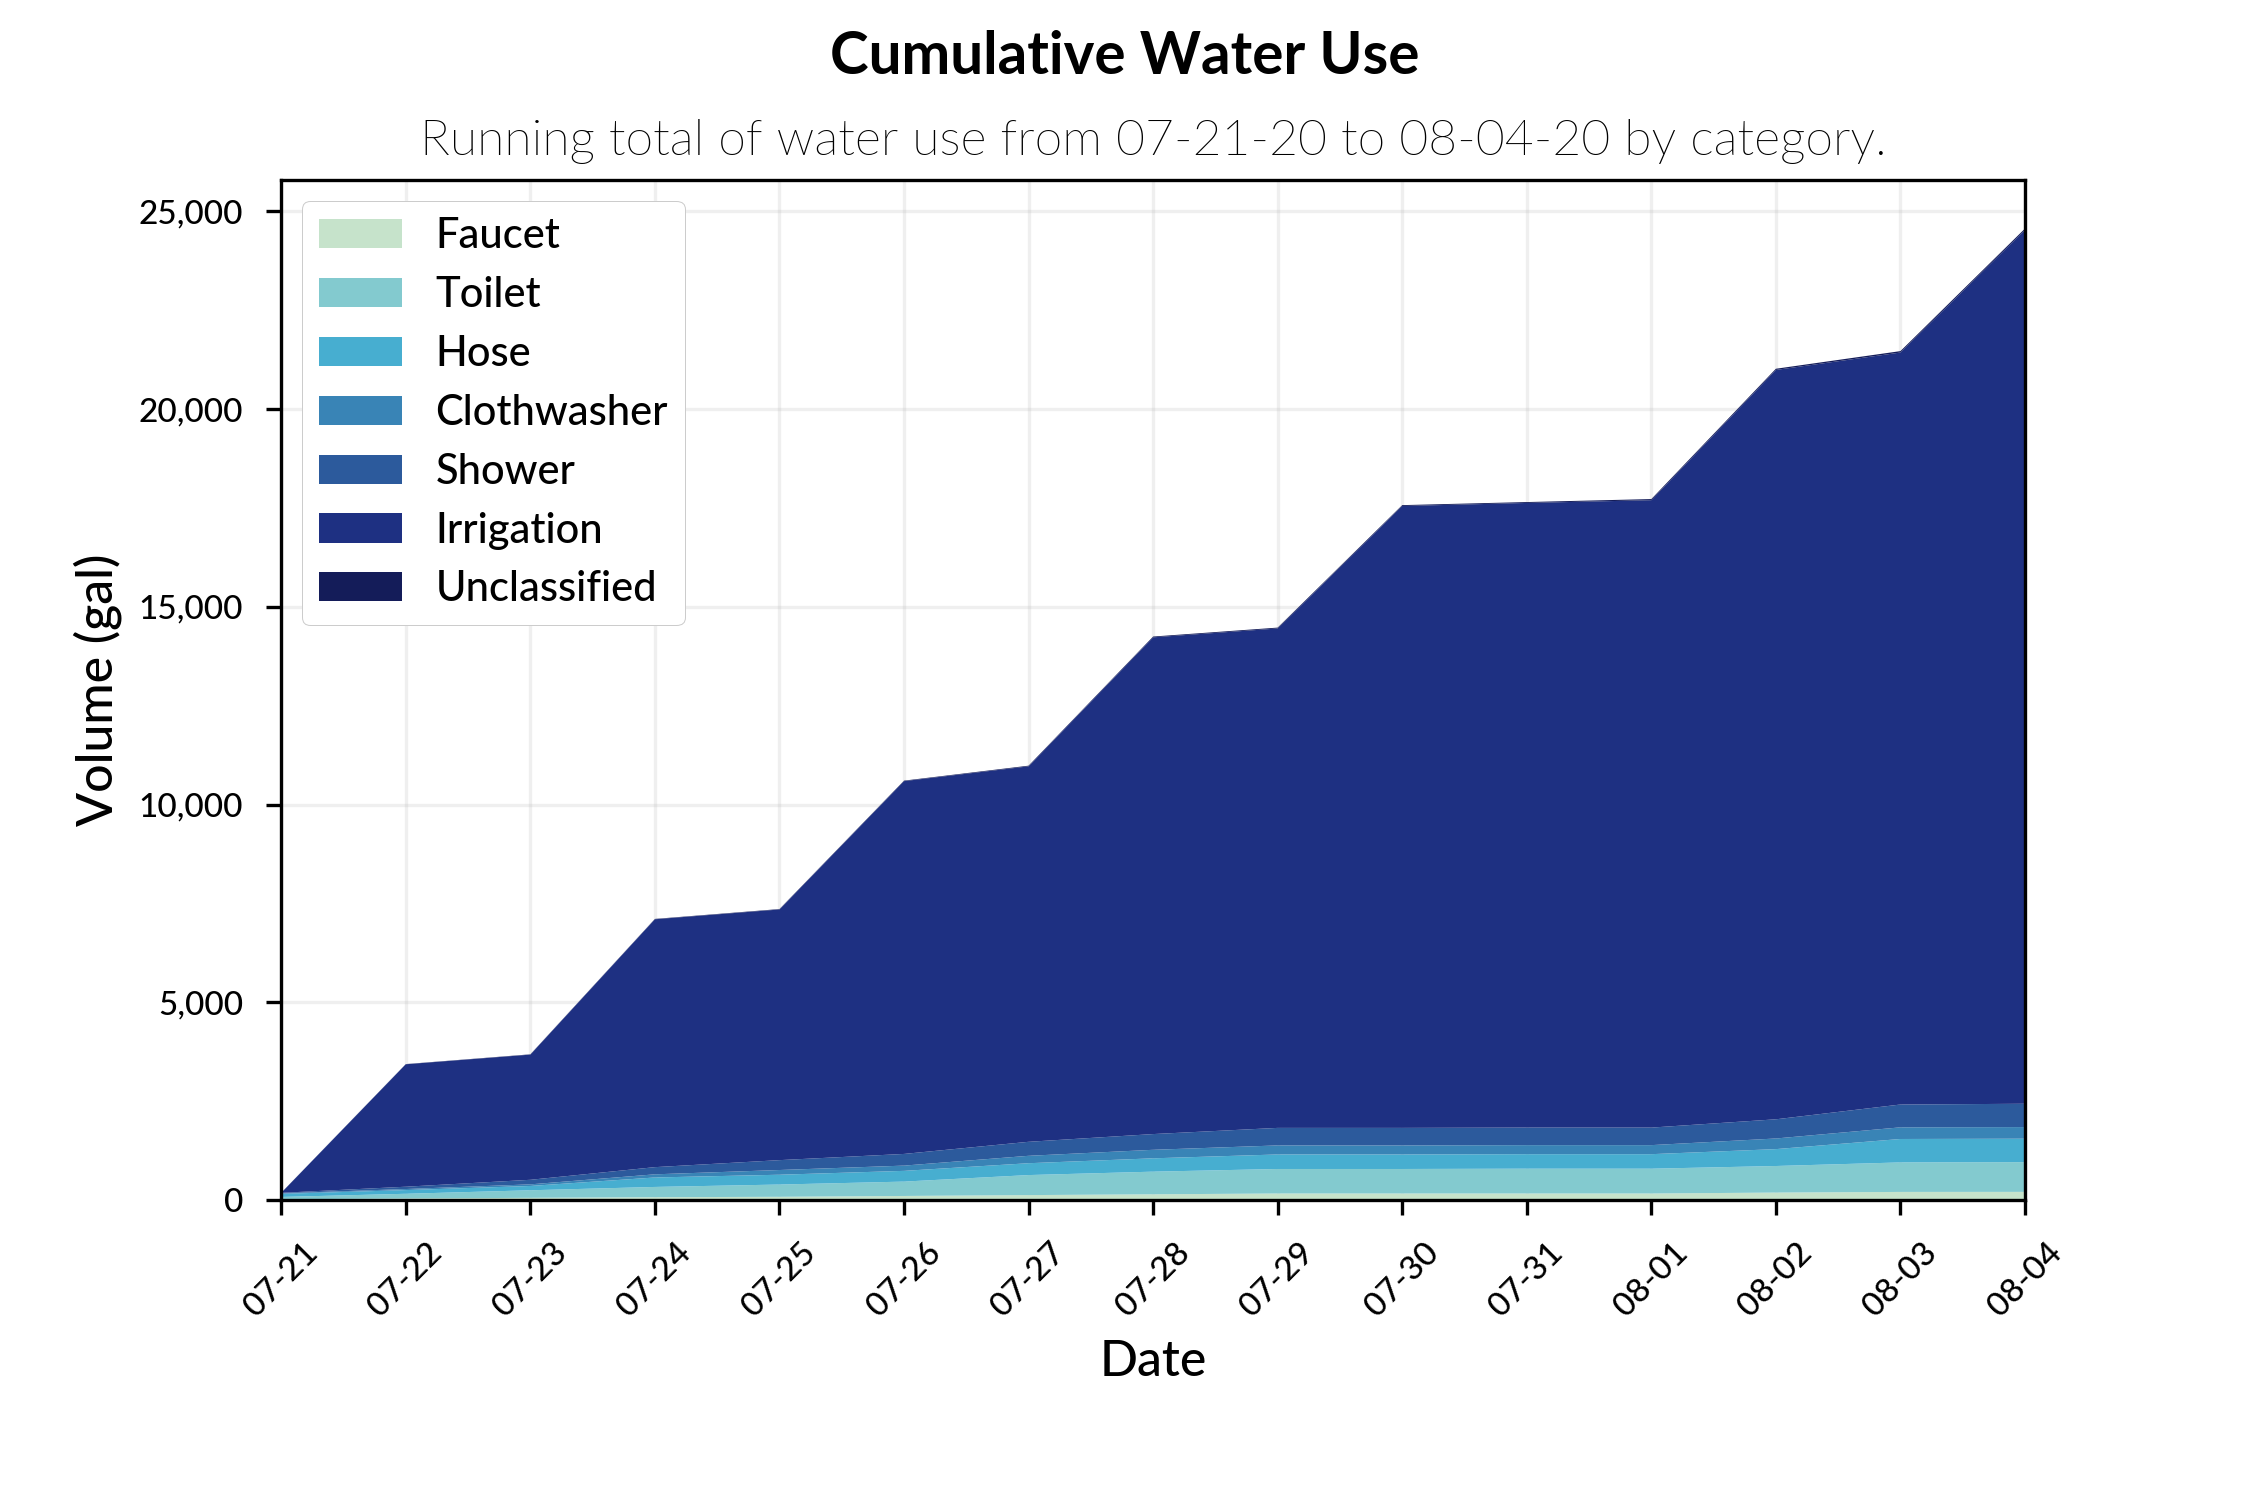 Cumulative Water Use
Running total of water use from 07-21-20 to 08-04-20 by category.
25,000
20,000
15,000
10,000
5,000
0
Volume (gal)
Faucet
Toilet
Hose
Clothwasher
Shower
Irrigation
Unclassified
07-21
07-22
07-23
07-24
07-25
07-26
07-27
07-28
07-29
07-30
07-31
08-01
08-02
08-03
08-04
Date